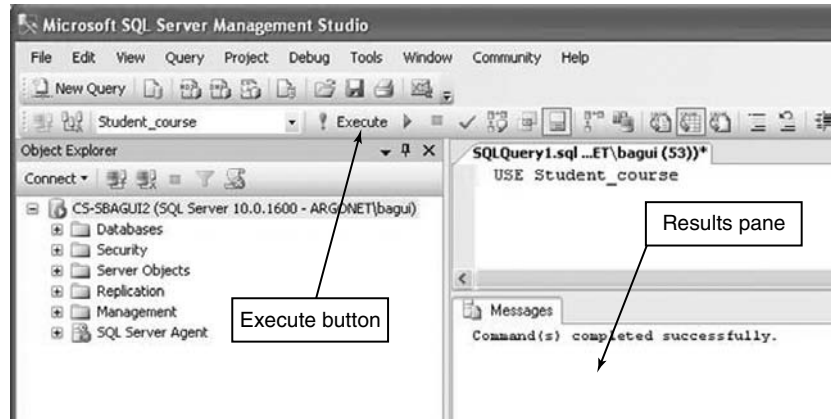 Microsoft SQL Server Management Studio
File Edit View Query Project Debug Tools Window Community Help
New Query
Student_course Execute
Object Explorer
Connect
CS-SBAGUI2 (SQL Server 10.0.1600 - ARGONET\bagui)
Databases
Security
Server Objects
Replication
Management
SQL Server Agent
Execute button
SQLQuery1.sql ...ET\bagui (53))*
USE Student_course
Results pane
Messages
Command(s) completed successfully.